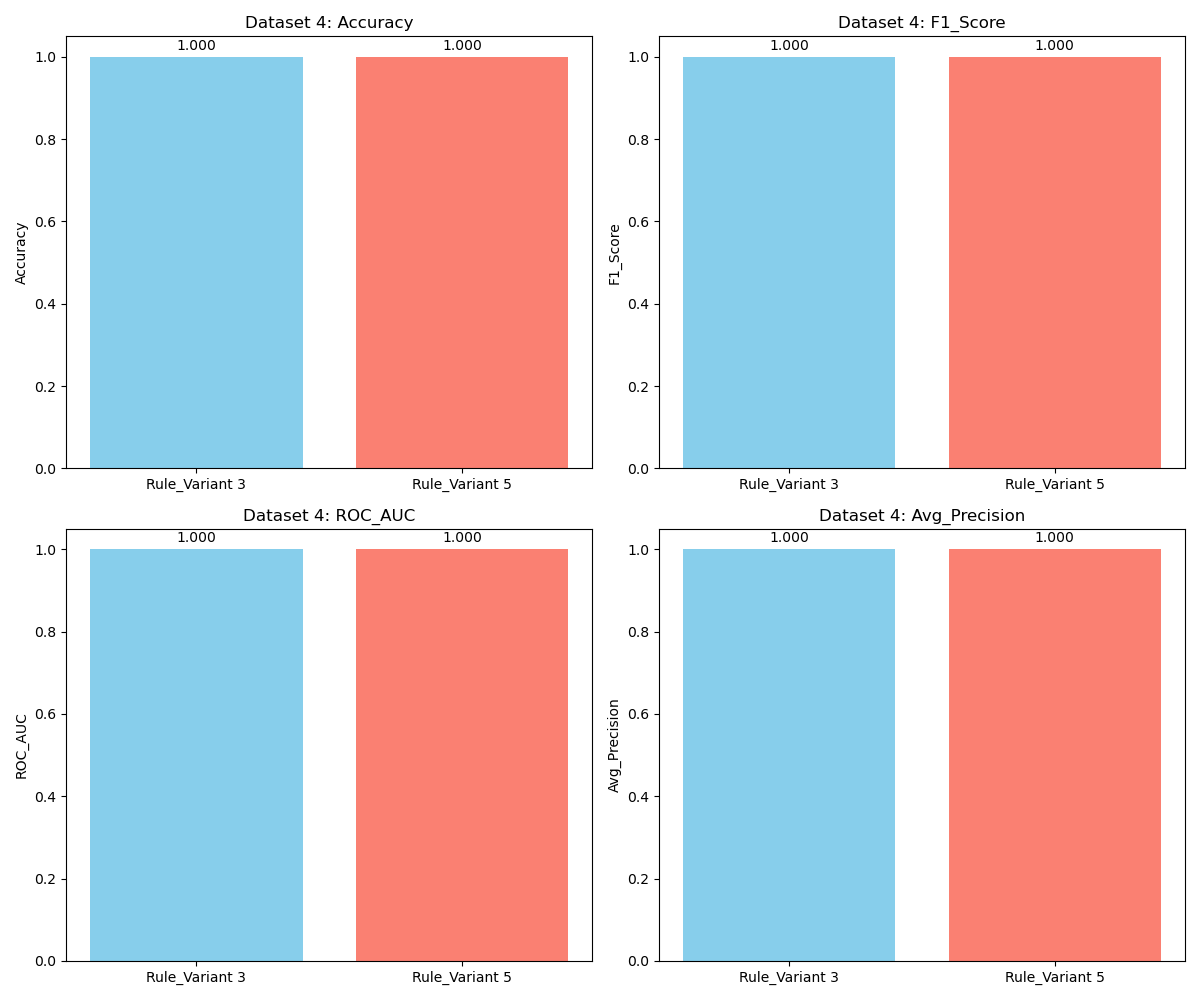 Dataset 4: Accuracy
1.000
1.000
1.0
0.8
0.6
0.4
0.2
0.0
Accuracy
Rule_Variant 3
Rule_Variant 5
Dataset 4: F1_Score
1.000
1.000
1.0
0.8
0.6
0.4
0.2
0.0
F1_Score
Rule_Variant 3
Rule_Variant 5
Dataset 4: ROC_AUC
1.000
1.000
1.0
0.8
0.6
0.4
0.2
0.0
ROC_AUC
Rule_Variant 3
Rule_Variant 5
Dataset 4: Avg_Precision
1.000
1.000
1.0
0.8
0.6
0.4
0.2
0.0
Avg_Precision
Rule_Variant 3
Rule_Variant 5